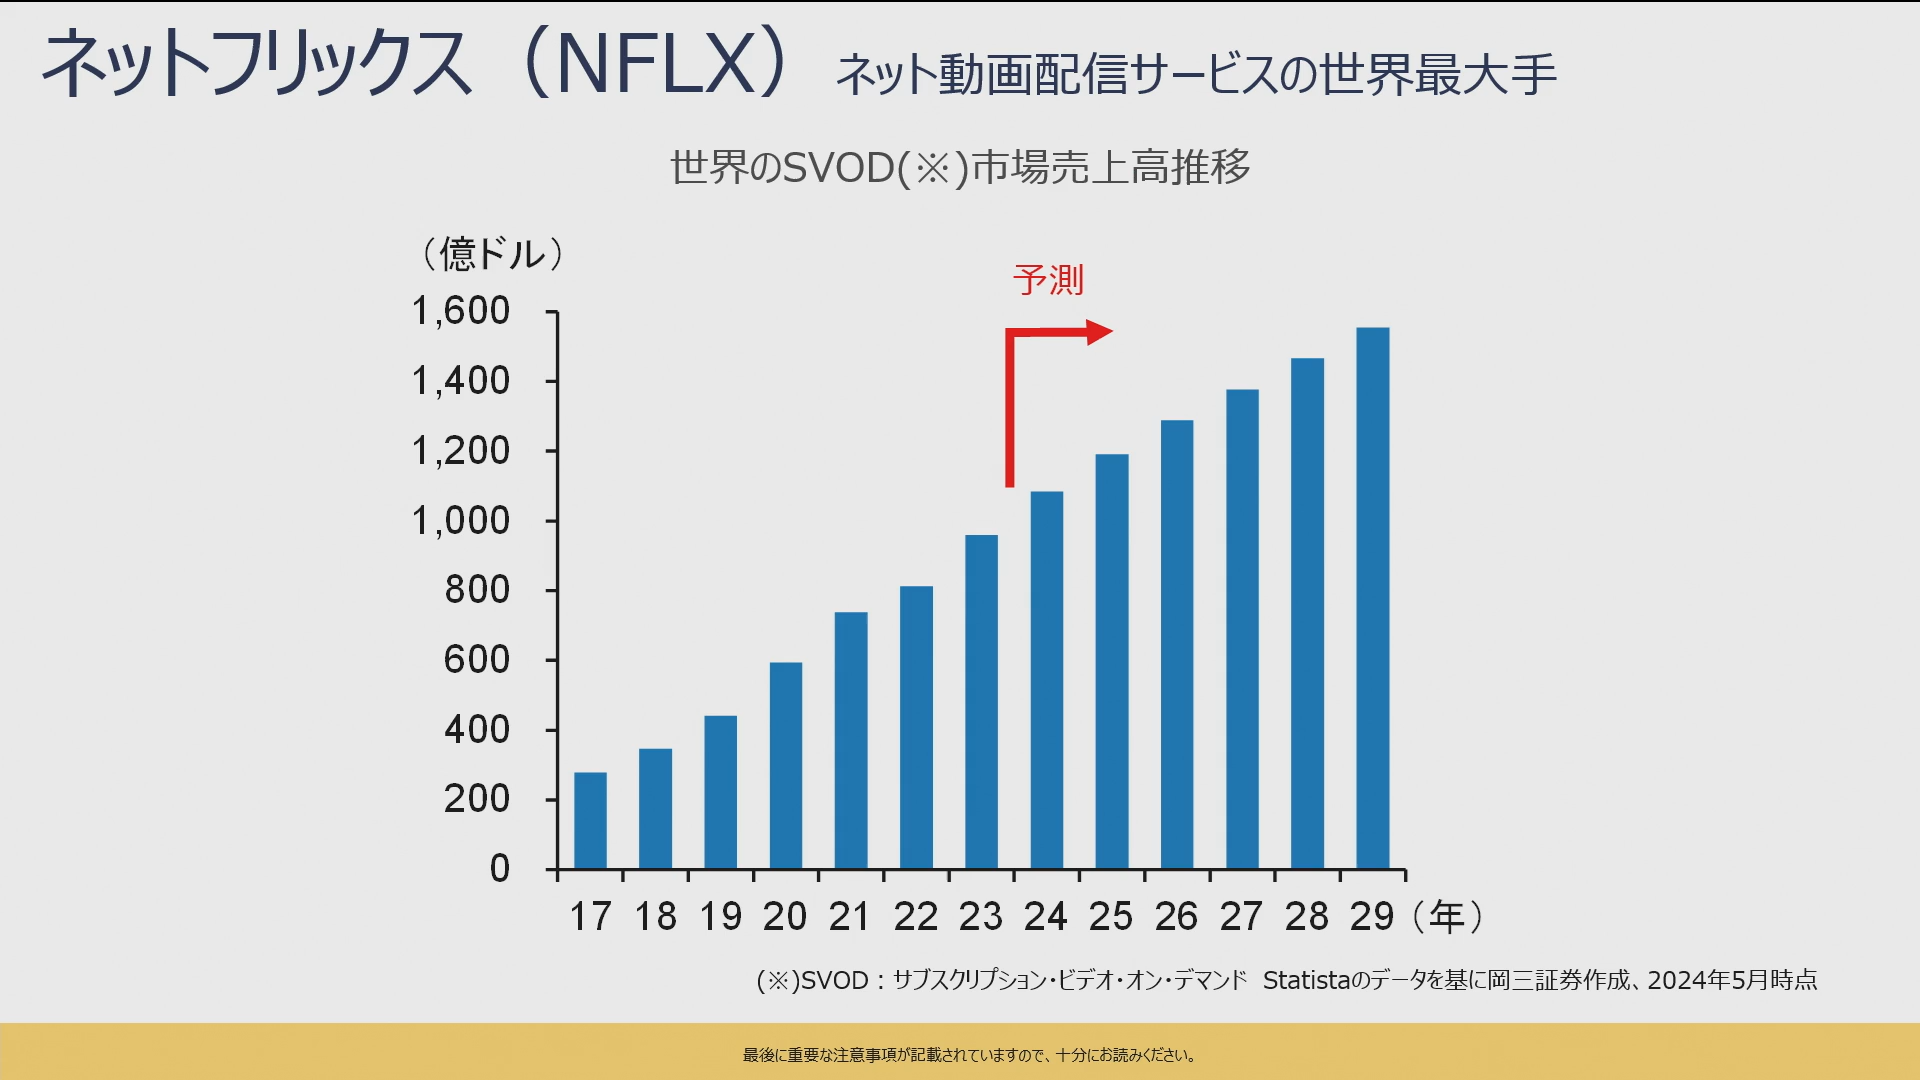 ネットフリックス（NFLX） ネット動画配信サービスの世界最大手
世界のSVOD(※)市場売上高推移
（億ドル）
予測
1,600
1,400
1,200
1,000
800
600
400
200
0
17 18 19 20 21 22 23 24 25 26 27 28 29（年）
(※)SVOD：サブスクリプション・ビデオ・オン・デマンド Statistaのデータを基に岡三証券作成、2024年5月時点
最後に重要な注意事項が記載されていますので、十分にお読みください。